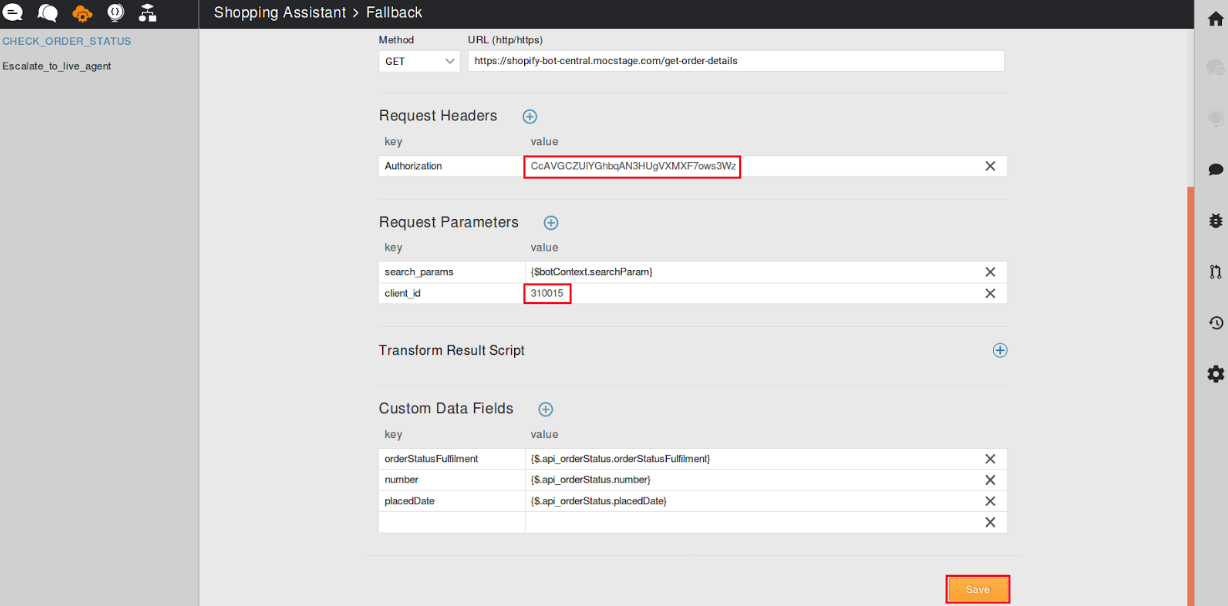 Shopping Assistant > Fallback
CHECK_ORDER_STATUS
Escalate_to_live_agent
Method URL (http/https)
GET https://shopify-bot-central.mocstage.com/get-order-details
Request Headers
key value
Authorization CcAVGCZUlYGhbqAN3HUgVXMXF7ows3Wz
Request Parameters
key value
search_params {$botContext.searchParam}
client_id 310015
Transform Result Script
Custom Data Fields
key value
orderStatusFulfilment {$.api_orderStatus.orderStatusFulfilment}
number {$.api_orderStatus.number}
placedDate {$.api_orderStatus.placedDate}
Save